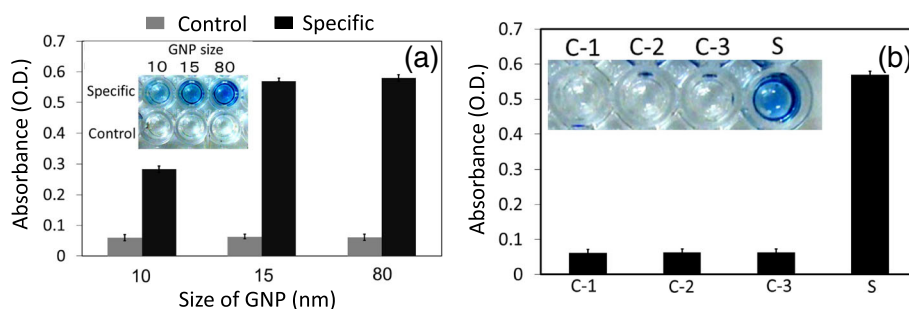 Control Specific
(a)
GNP size
10 15 80
Specific
Control
Absorbance (O.D.)
0.7
0.6
0.5
0.4
0.3
0.2
0.1
0
10 15 80
Size of GNP (nm)
(b)
C-1 C-2 C-3 S
Absorbance (O.D.)
0.7
0.6
0.5
0.4
0.3
0.2
0.1
0
C-1 C-2 C-3 S